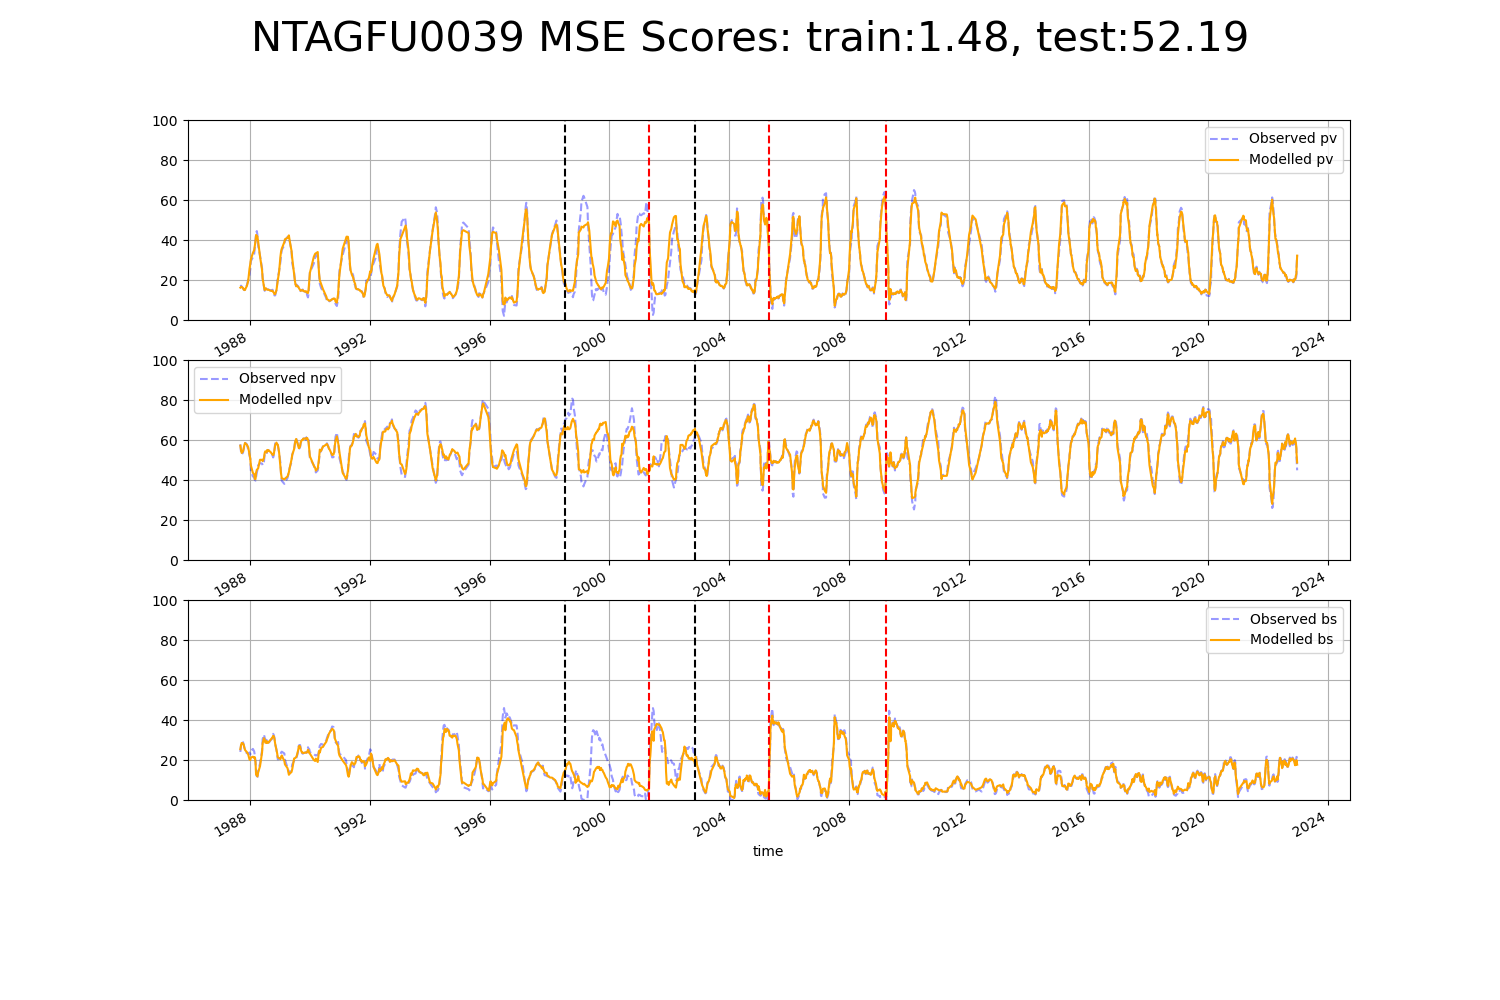 NTAGFU0039 MSE Scores: train:1.48, test:52.19
100
80
60
40
20
0
Observed pv
Modelled pv
1988 1992 1996 2000 2004 2008 2012 2016 2020 2024
100
80
60
40
20
0
Observed npv
Modelled npv
1988 1992 1996 2000 2004 2008 2012 2016 2020 2024
100
80
60
40
20
0
Observed bs
Modelled bs
1988 1992 1996 2000 2004 2008 2012 2016 2020 2024
time